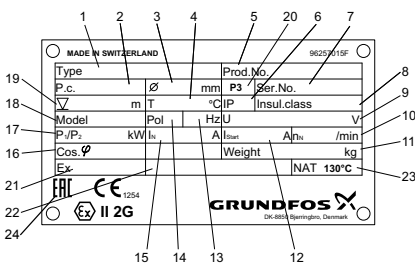 1 2 3 4 5 20 6 7
MADE IN SWITZERLAND 96257015F
Type Prod.No.
P.c. Ø mm P3 Ser.No.
19 m T °C IP Insul.class 8
18 Model Pol Hz U V 9
17 P1/P2 kW IN A IStart A nN /min 10
16 Cos.φ Weight kg 11
21 Ex NAT 130°C 23
22 EAC CE 1254
24 Ex II 2G
GRUNDFOS X
DK-8850 Bjerringbro, Denmark
15 14 13 12